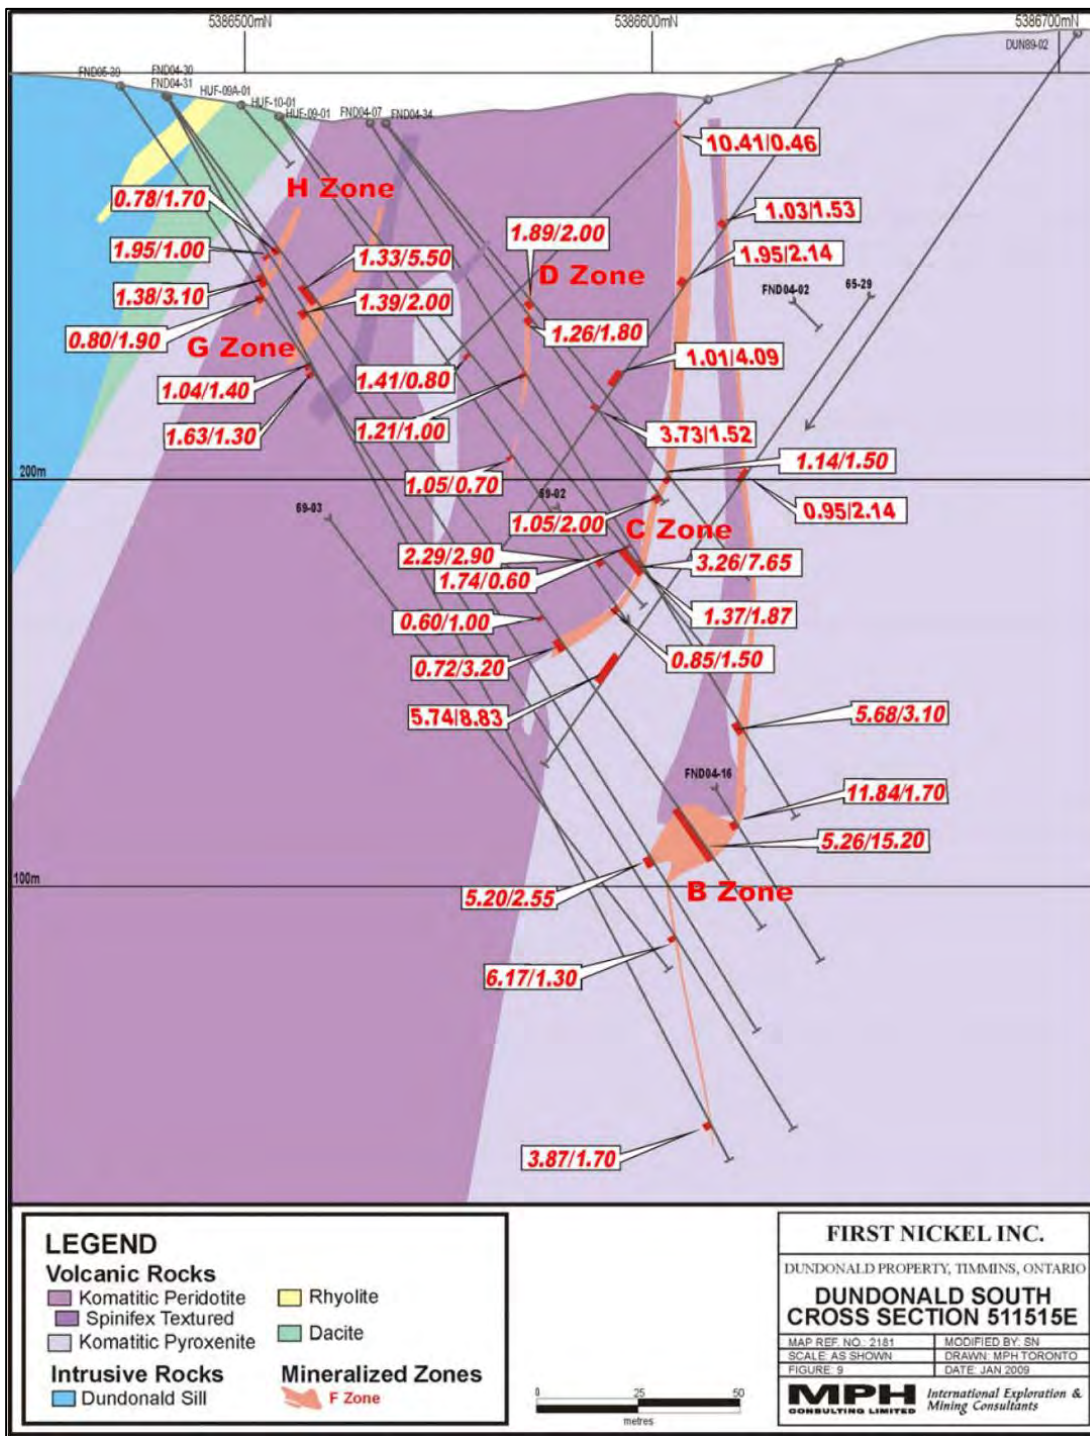 5386500mN
5386600mN
5386700mN
DUN89-02
FND04-30
FND04-31
HUF-09A-01
HUF-10-01
HUF-09-01
FND04-07
FND04-34
10.41/0.46
H Zone
0.78/1.70
1.03/1.53
1.95/1.00
1.33/5.50
1.89/2.00
1.95/2.14
D Zone
FND04-02
65-29
1.38/3.10
1.39/2.00
0.80/1.90
G Zone
1.26/1.80
1.01/4.09
1.04/1.40
1.41/0.80
1.63/1.30
1.21/1.00
3.73/1.52
200m
1.14/1.50
1.05/0.70
69-02
69-03
0.95/2.14
1.05/2.00
C Zone
2.29/2.90
3.26/7.65
1.74/0.60
1.37/1.87
0.60/1.00
0.72/3.20
0.85/1.50
5.74/8.83
5.68/3.10
FND04-16
11.84/1.70
5.26/15.20
100m
5.20/2.55
B Zone
6.17/1.30
3.87/1.70
LEGEND
Volcanic Rocks
Komatitic Peridotite
Spinifex Textured
Komatitic Pyroxenite
Rhyolite
Dacite
Intrusive Rocks
Dundonald Sill
Mineralized Zones
F Zone
0 25 50
metres
FIRST NICKEL INC.
DUNDONALD PROPERTY, TIMMINS, ONTARIO
DUNDONALD SOUTH
CROSS SECTION 511515E
MAP REF. NO.: 2181
MODIFIED BY: SN
SCALE: AS SHOWN
DRAWN: MPH TORONTO
FIGURE: 9
DATE: JAN 2009
MPH
CONSULTING LIMITED
International Exploration &
Mining Consultants